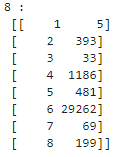 8 :
[[    1     5]
[    2   393]
[    3    33]
[    4  1186]
[    5   481]
[    6 29262]
[    7    69]
[    8   199]]